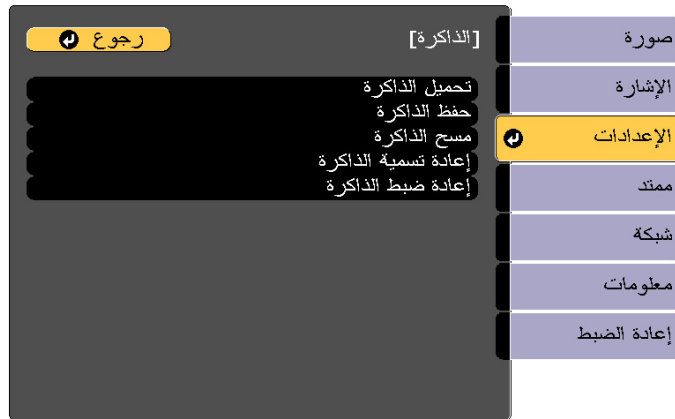 صورة
الإشارة
الإعدادات
ممتد
شبكة
معلومات
إعادة الضبط
[الذاكرة]
رجوع
تحميل الذاكرة
حفظ الذاكرة
مسح الذاكرة
إعادة تسمية الذاكرة
إعادة ضبط الذاكرة